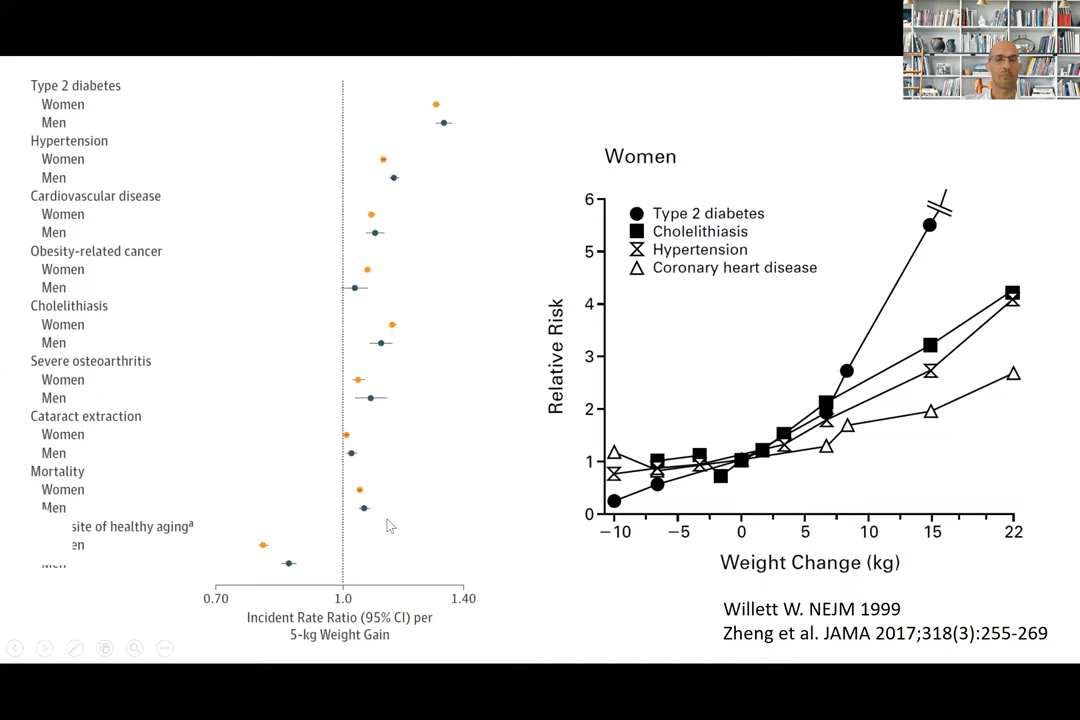 Type 2 diabetes
Women
Men
Hypertension
Women
Men
Cardiovascular disease
Women
Men
Obesity-related cancer
Women
Men
Cholelithiasis
Women
Men
Severe osteoarthritis
Women
Men
Cataract extraction
Women
Men
Mortality
Women
Men
site of healthy agingᵃ
en
Men
0.70 1.0 1.40
Incident Rate Ratio (95% CI) per
5-kg Weight Gain
Women
6
5
4
3
2
1
0
Relative Risk
Type 2 diabetes
Cholelithiasis
Hypertension
Coronary heart disease
−10 −5 0 5 10 15 22
Weight Change (kg)
Willett W. NEJM 1999
Zheng et al. JAMA 2017;318(3):255-269